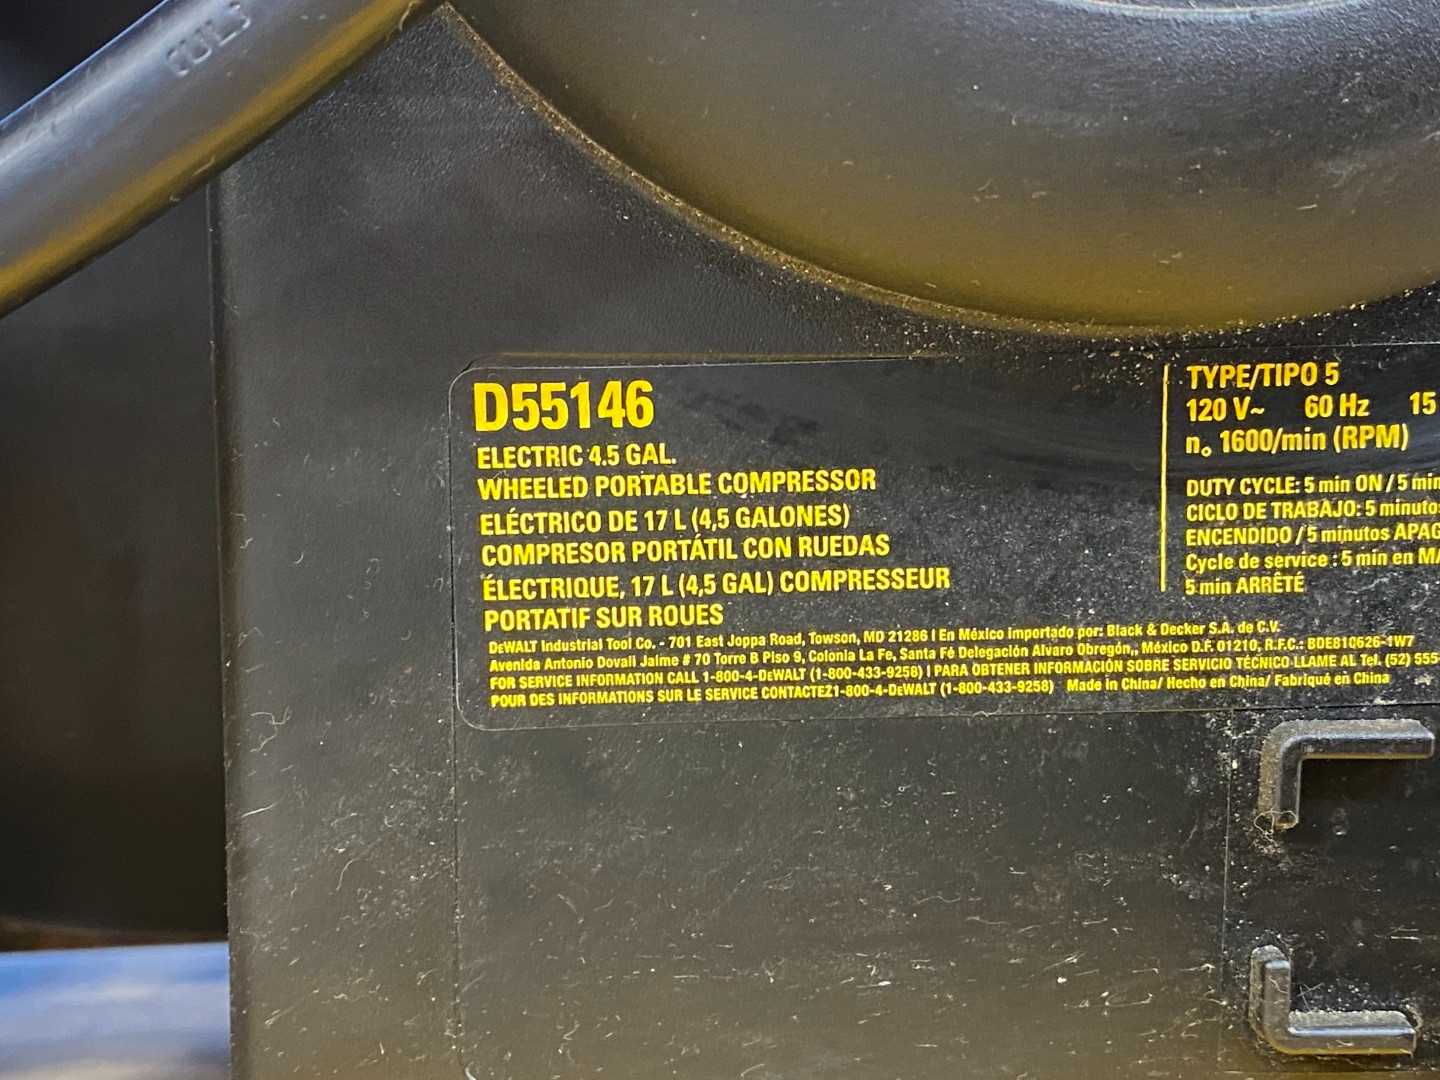 D55146
ELECTRIC 4.5 GAL.
WHEELED PORTABLE COMPRESSOR
ELÉCTRICO DE 17 L (4,5 GALONES)
COMPRESOR PORTÁTIL CON RUEDAS
ÉLECTRIQUE, 17 L (4,5 GAL) COMPRESSEUR
PORTATIF SUR ROUES
TYPE/TIPO 5
120 V~ 60 Hz 15
n₀ 1600/min (RPM)
DUTY CYCLE: 5 min ON / 5 min
CICLO DE TRABAJO: 5 minutos
ENCENDIDO / 5 minutos APAG
Cycle de service : 5 min en MA
5 min ARRÊTÉ
DEWALT Industrial Tool Co. - 701 East Joppa Road, Towson, MD 21286 I En México importado por: Black & Decker S.A. de C.V.
Avenida Antonio Dovali Jaime # 70 Torre B Piso 9, Colonia La Fe, Santa Fé Delegación Alvaro Obregón,, México D.F. 01210, R.F.C.: BDE810626-1W7
FOR SERVICE INFORMATION CALL 1-800-4-DEWALT (1-800-433-9258) I PARA OBTENER INFORMACIÓN SOBRE SERVICIO TÉCNICO LLAME AL Tel. (52) 555-
POUR DES INFORMATIONS SUR LE SERVICE CONTACTEZ1-800-4-DEWALT (1-800-433-9258) Made in China/ Hecho en China/ Fabriqué en China